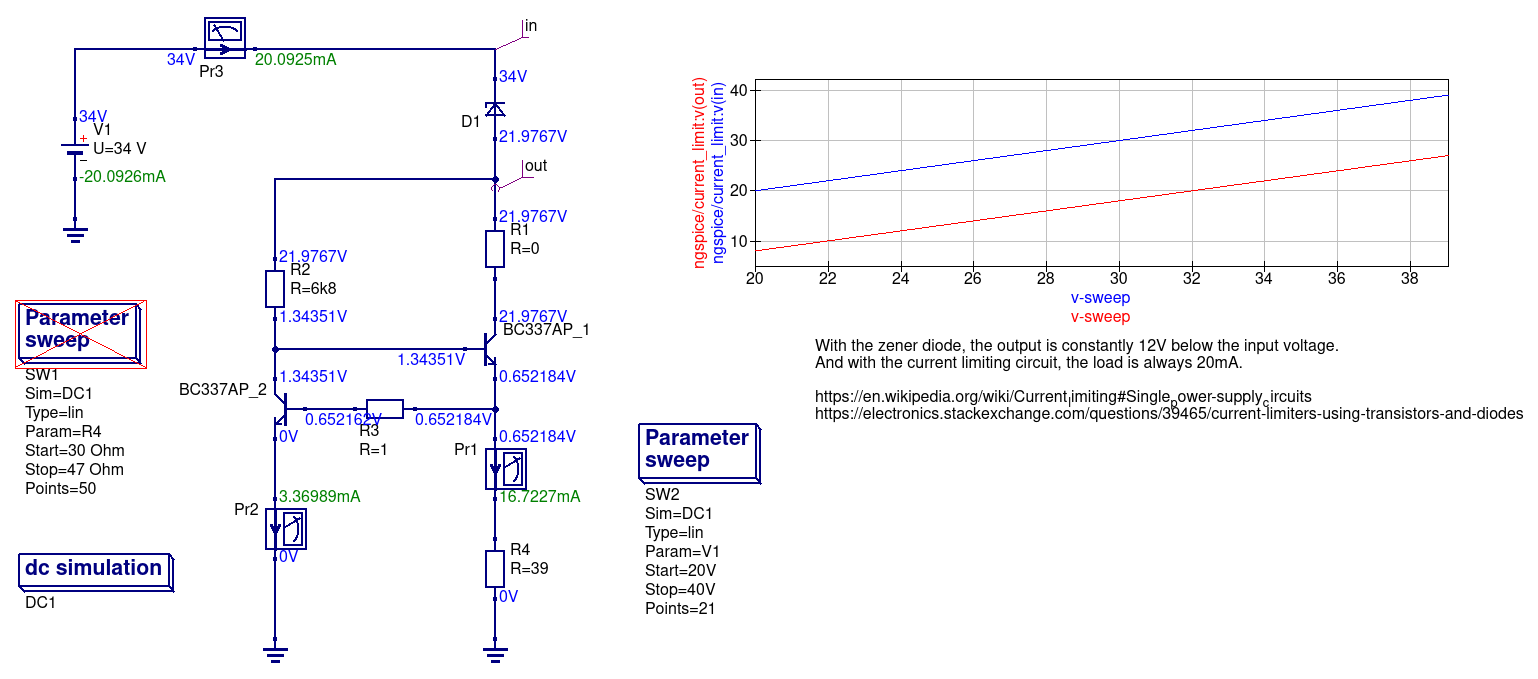 in
34V
20.0925mA
Pr3
34V
34V
V1
U=34 V
-20.0926mA
D1
21.9767V
out
21.9767V
R1
R=0
21.9767V
R2
R=6k8
1.34351V
21.9767V
BC337AP_1
1.34351V
1.34351V
0.652184V
BC337AP_2
0.652162V
0.652184V
R3
R=1
0V
0.652184V
Pr1
3.36989mA
16.7227mA
Pr2
0V
R4
R=39
0V
Parameter
sweep
SW1
Sim=DC1
Type=lin
Param=R4
Start=30 Ohm
Stop=47 Ohm
Points=50
dc simulation
DC1
Parameter
sweep
SW2
Sim=DC1
Type=lin
Param=V1
Start=20V
Stop=40V
Points=21
ngspice/current_limit:v(out)
ngspice/current_limit:v(in)
40
30
20
10
20 22 24 26 28 30 32 34 36 38
v-sweep
v-sweep
With the zener diode, the output is constantly 12V below the input voltage.
And with the current limiting circuit, the load is always 20mA.
https://en.wikipedia.org/wiki/Current_limiting#Single_power-supply_circuits
https://electronics.stackexchange.com/questions/39465/current-limiters-using-transistors-and-diodes